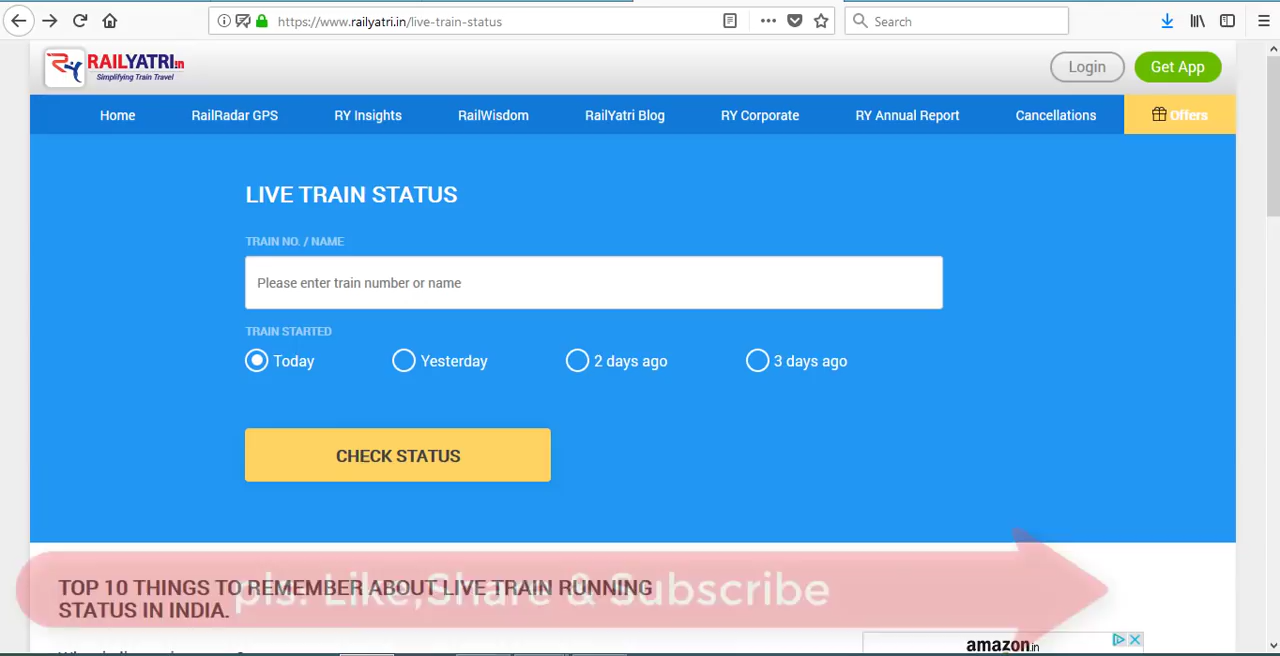 https://www.railyatri.in/live-train-status
Search
RAILYATRI.in
Simplifying Train Travel
Login
Get App
Home
RailRadar GPS
RY Insights
RailWisdom
RailYatri Blog
RY Corporate
RY Annual Report
Cancellations
Offers
LIVE TRAIN STATUS
TRAIN NO. / NAME
Please enter train number or name
TRAIN STARTED
Today
Yesterday
2 days ago
3 days ago
CHECK STATUS
TOP 10 THINGS TO REMEMBER ABOUT LIVE TRAIN RUNNING
STATUS IN INDIA.
pls. Like,Share & Subscribe
amazon.in